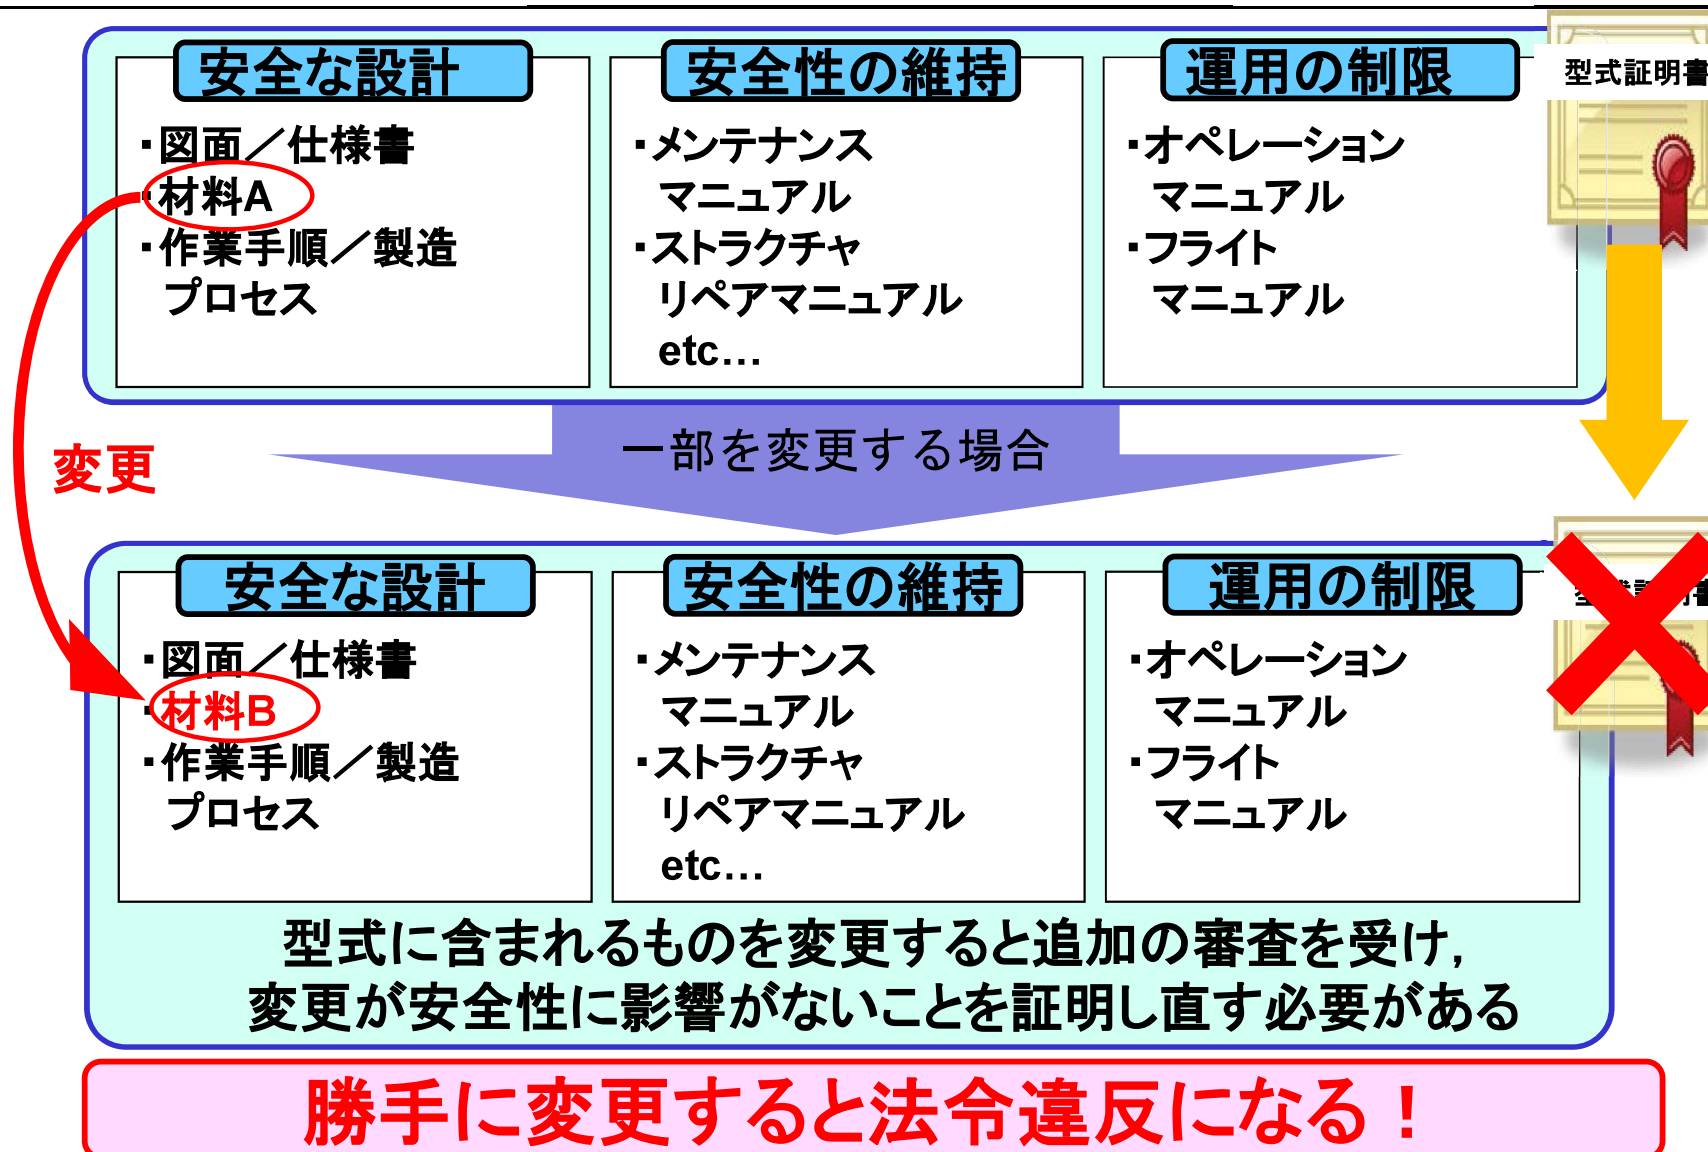 安全な設計
・図面／仕様書
・材料A
・作業手順／製造
プロセス
安全性の維持
・メンテナンス
マニュアル
・ストラクチャ
リペアマニュアル
etc…
運用の制限
・オペレーション
マニュアル
・フライト
マニュアル
型式証明書
変更
一部を変更する場合
安全な設計
・図面／仕様書
・材料B
・作業手順／製造
プロセス
安全性の維持
・メンテナンス
マニュアル
・ストラクチャ
リペアマニュアル
etc…
運用の制限
・オペレーション
マニュアル
・フライト
マニュアル
型式に含まれるものを変更すると追加の審査を受け，
変更が安全性に影響がないことを証明し直す必要がある
勝手に変更すると法令違反になる！